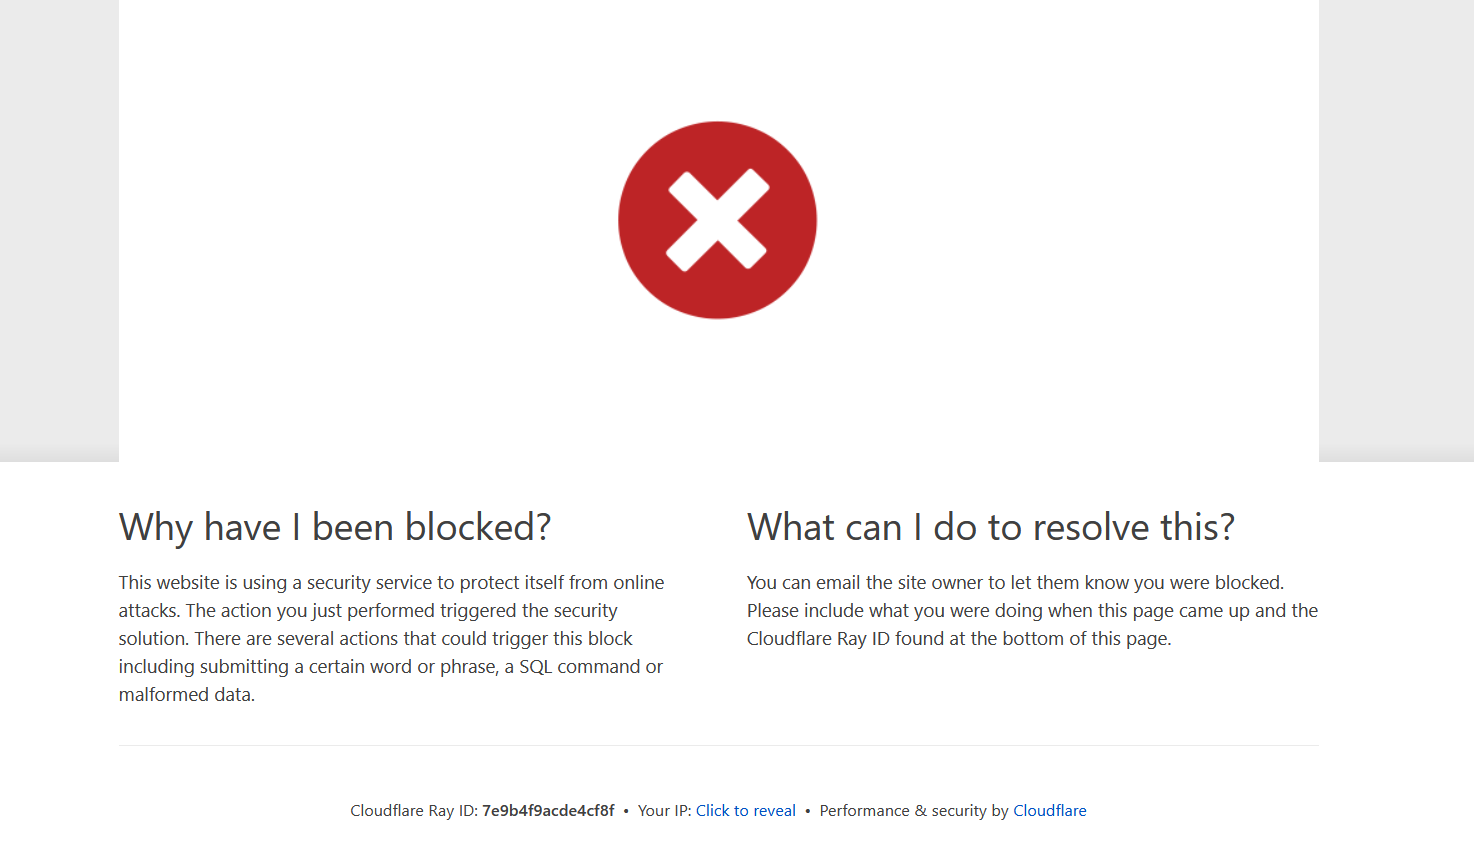 Why have I been blocked?
This website is using a security service to protect itself from online
attacks. The action you just performed triggered the security
solution. There are several actions that could trigger this block
including submitting a certain word or phrase, a SQL command or
malformed data.
What can I do to resolve this?
You can email the site owner to let them know you were blocked.
Please include what you were doing when this page came up and the
Cloudflare Ray ID found at the bottom of this page.
Cloudflare Ray ID: 7e9b4f9acde4cf8f • Your IP: Click to reveal • Performance & security by Cloudflare